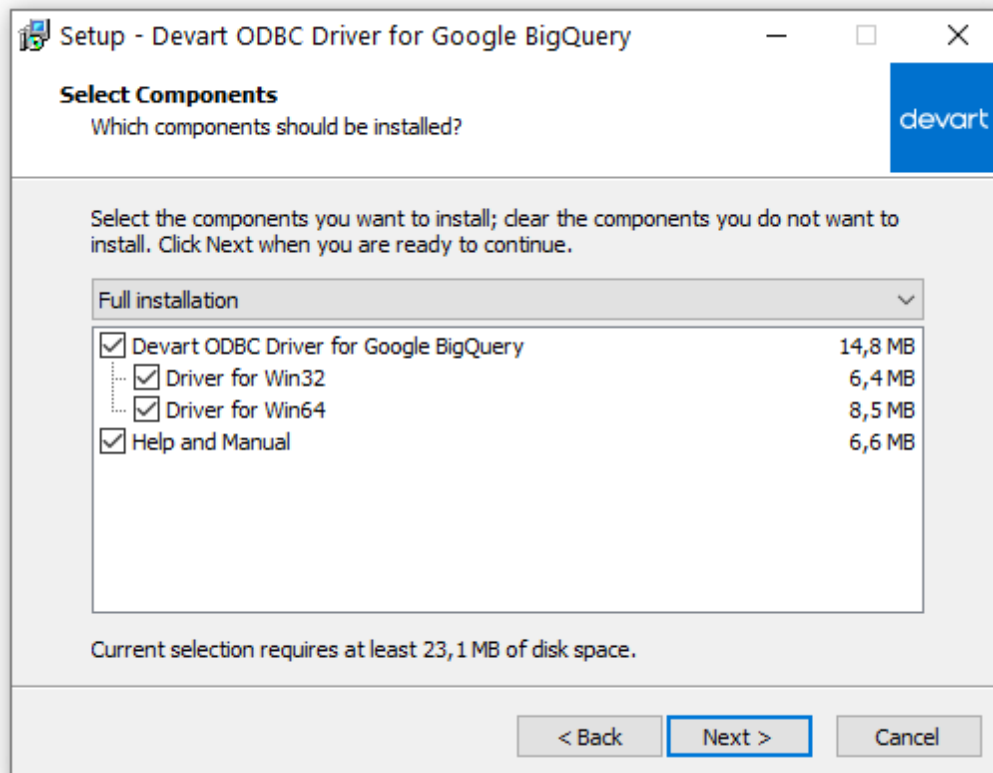 Setup - Devart ODBC Driver for Google BigQuery
Select Components
Which components should be installed?
devart
Select the components you want to install; clear the components you do not want to
install. Click Next when you are ready to continue.
Full installation
Devart ODBC Driver for Google BigQuery 14,8 MB
Driver for Win32 6,4 MB
Driver for Win64 8,5 MB
Help and Manual 6,6 MB
Current selection requires at least 23,1 MB of disk space.
< Back Next > Cancel